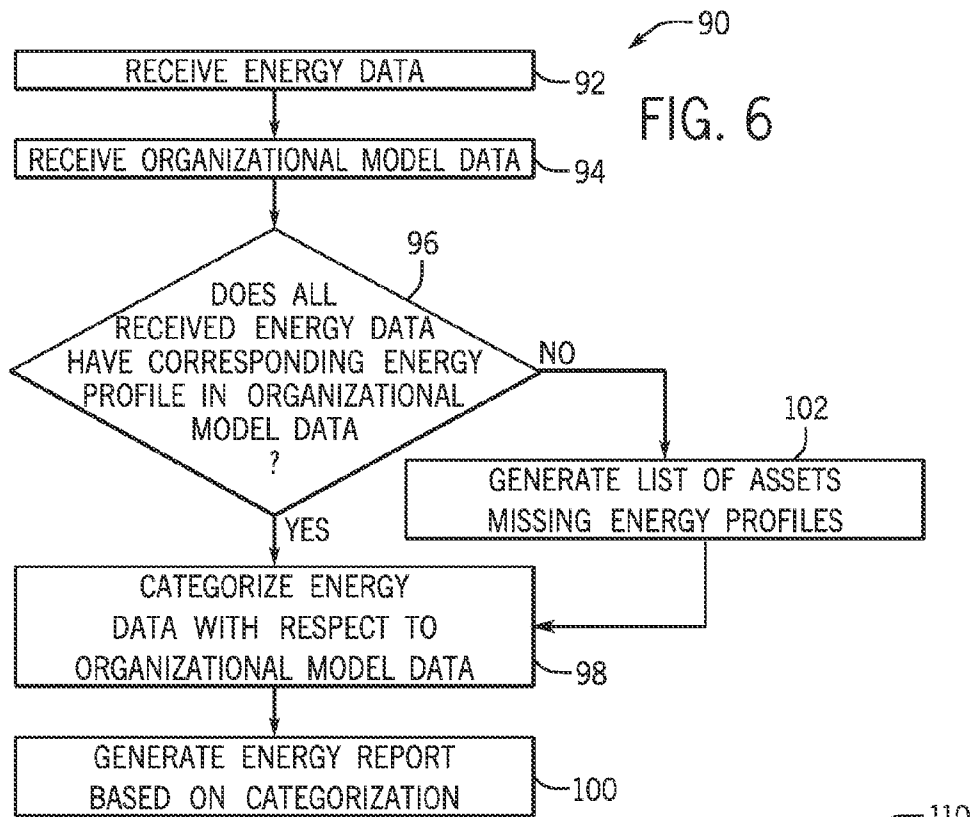 90
RECEIVE ENERGY DATA
92
FIG. 6
RECEIVE ORGANIZATIONAL MODEL DATA
94
96
DOES ALL
RECEIVED ENERGY DATA
HAVE CORRESPONDING ENERGY
PROFILE IN ORGANIZATIONAL
MODEL DATA
?
NO
102
GENERATE LIST OF ASSETS
MISSING ENERGY PROFILES
YES
CATEGORIZE ENERGY
DATA WITH RESPECT TO
ORGANIZATIONAL MODEL DATA
98
GENERATE ENERGY REPORT
BASED ON CATEGORIZATION
100
110